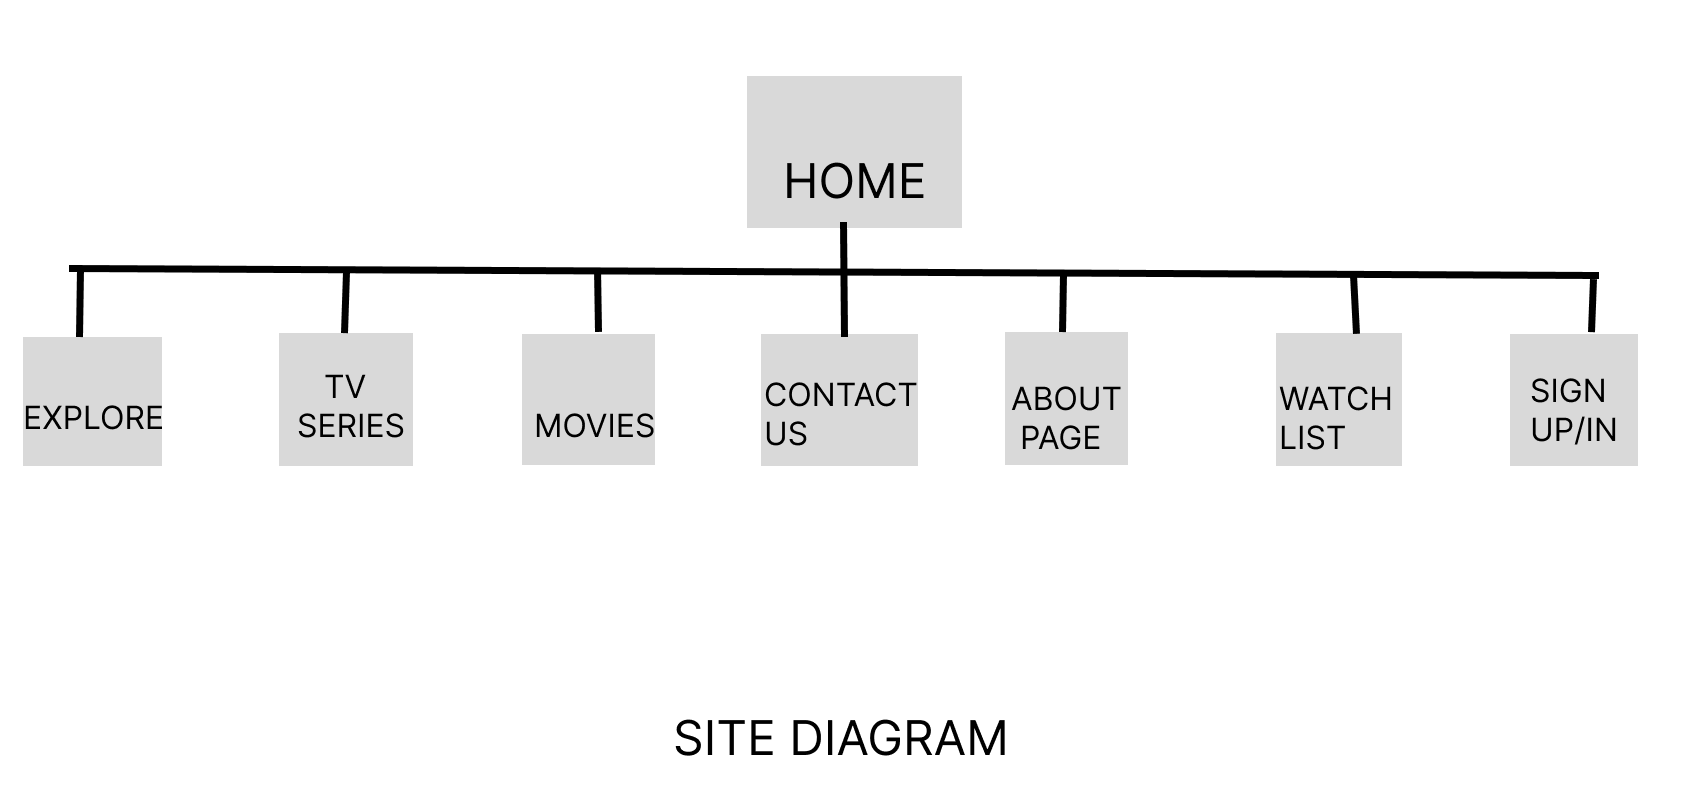 HOME
EXPLORE
TV
SERIES
MOVIES
CONTACT
US
ABOUT
PAGE
WATCH
LIST
SIGN
UP/IN
SITE DIAGRAM